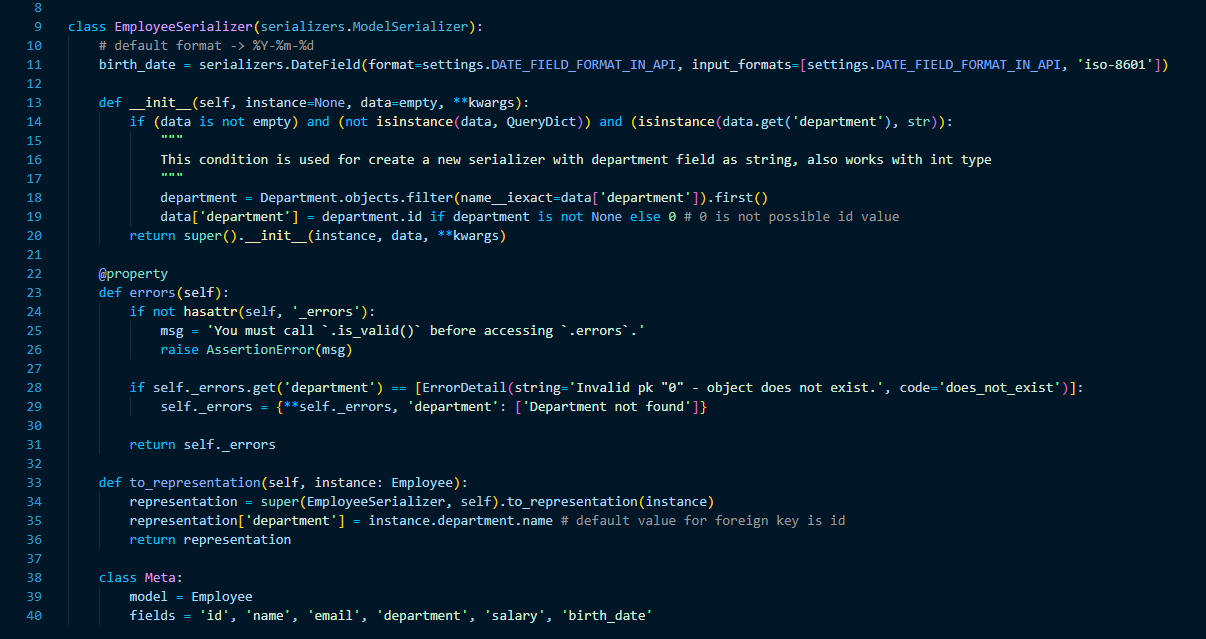 8
9 class EmployeeSerializer(serializers.ModelSerializer):
10     # default format -> %Y-%m-%d
11     birth_date = serializers.DateField(format=settings.DATE_FIELD_FORMAT_IN_API, input_formats=[settings.DATE_FIELD_FORMAT_IN_API, 'iso-8601'])
12
13     def __init__(self, instance=None, data=empty, **kwargs):
14         if (data is not empty) and (not isinstance(data, QueryDict)) and (isinstance(data.get('department'), str)):
15             """
16             This condition is used for create a new serializer with department field as string, also works with int type
17             """
18             department = Department.objects.filter(name__iexact=data['department']).first()
19             data['department'] = department.id if department is not None else 0 # 0 is not possible id value
20         return super().__init__(instance, data, **kwargs)
21
22     @property
23     def errors(self):
24         if not hasattr(self, '_errors'):
25             msg = 'You must call `.is_valid()` before accessing `.errors`.'
26             raise AssertionError(msg)
27
28         if self._errors.get('department') == [ErrorDetail(string='Invalid pk "0" - object does not exist.', code='does_not_exist')]:
29             self._errors = {**self._errors, 'department': ['Department not found']}
30
31         return self._errors
32
33     def to_representation(self, instance: Employee):
34         representation = super(EmployeeSerializer, self).to_representation(instance)
35         representation['department'] = instance.department.name # default value for foreign key is id
36         return representation
37
38     class Meta:
39         model = Employee
40         fields = 'id', 'name', 'email', 'department', 'salary', 'birth_date'